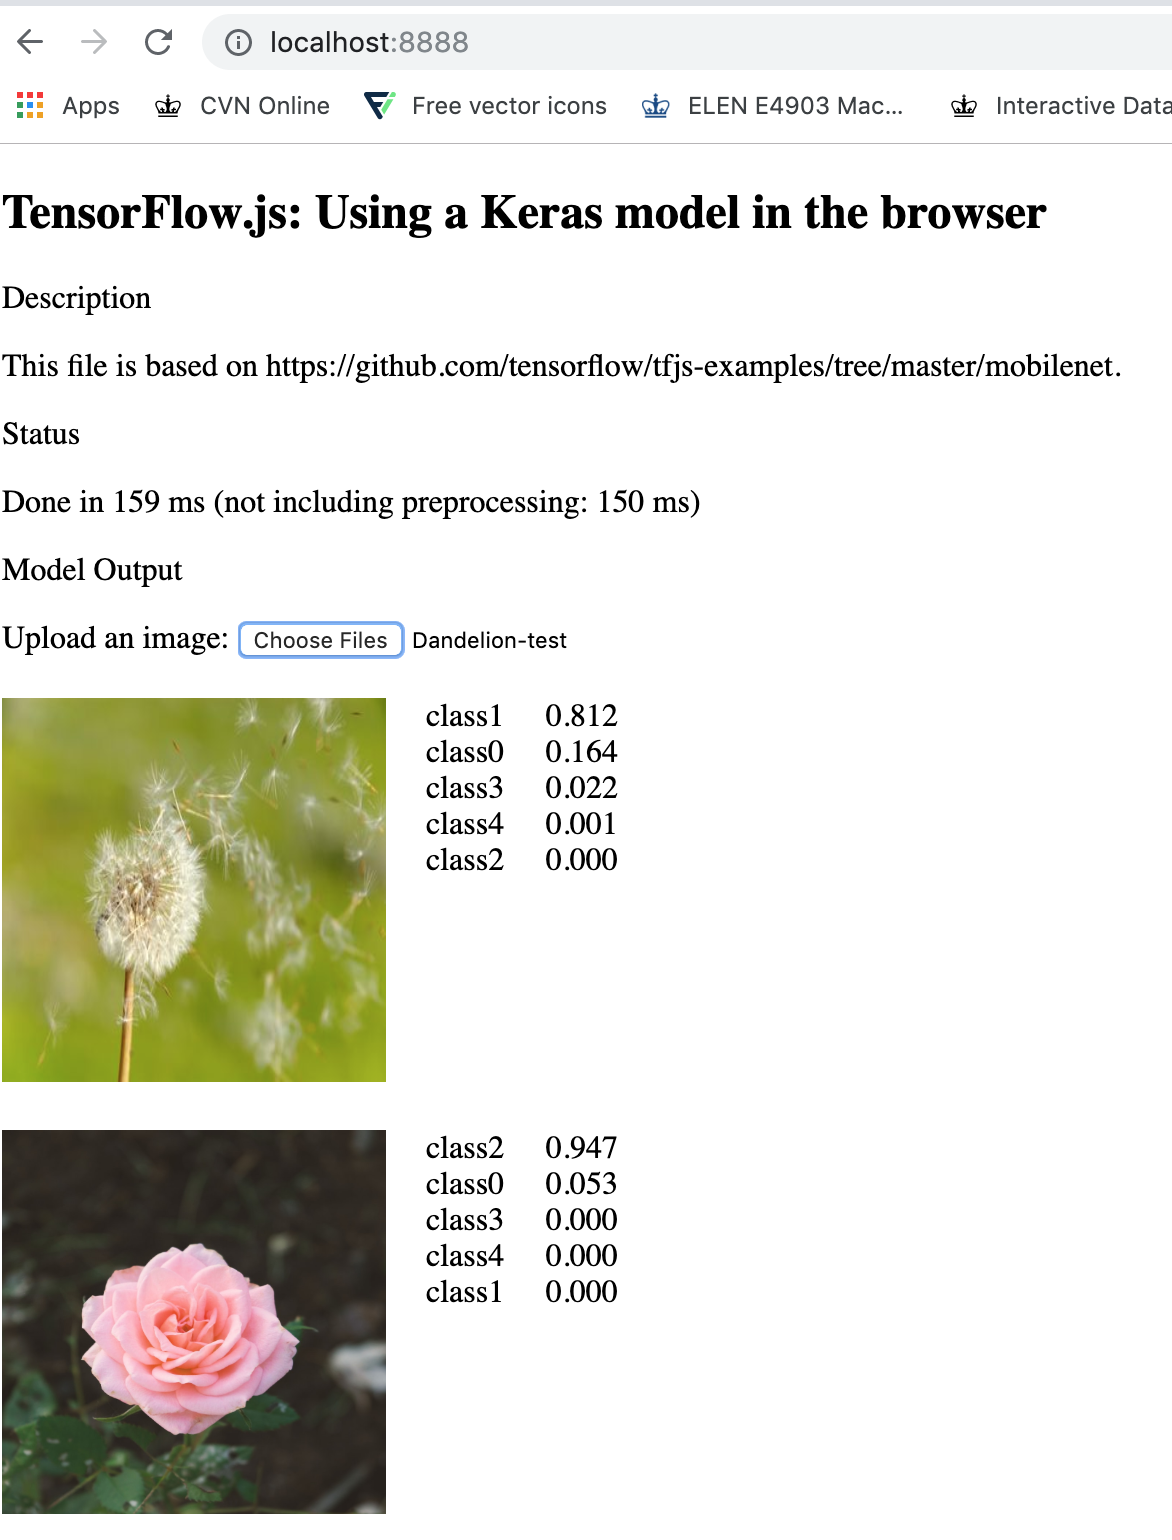 localhost:8888
Apps CVN Online Free vector icons ELEN E4903 Mac... Interactive Data
TensorFlow.js: Using a Keras model in the browser
Description
This file is based on https://github.com/tensorflow/tfjs-examples/tree/master/mobilenet.
Status
Done in 159 ms (not including preprocessing: 150 ms)
Model Output
Upload an image: Choose Files Dandelion-test
class1 0.812
class0 0.164
class3 0.022
class4 0.001
class2 0.000
class2 0.947
class0 0.053
class3 0.000
class4 0.000
class1 0.000